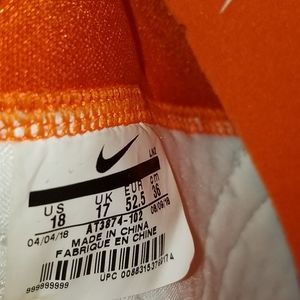 US UK EUR cm
18 17 52.5 36
04/04/18 AT3874-102 08/09/18
MADE IN CHINA
FABRIQUE EN CHINE
999999999
UPC